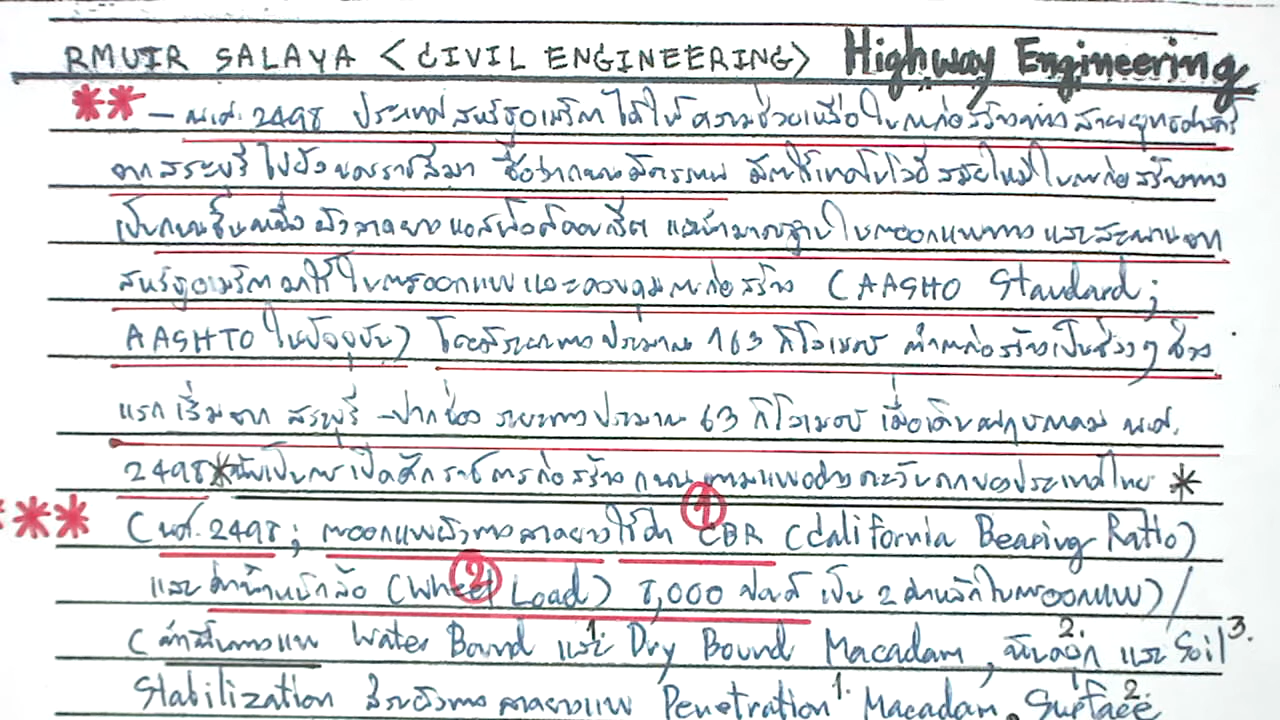 RMUIR SALAYA <CIVIL ENGINEERING> Highway Engineering
** – พ.ศ. 2498 ประเทศสหรัฐอเมริกา ได้ให้ความช่วยเหลือในการก่อสร้างทางสายยุทธศาสตร์
จากสระบุรี ไปยังนครราชสีมา ชื่อว่าถนนมิตรภาพ มีการใช้เทคโนโลยีสมัยใหม่ในการก่อสร้างทาง
เป็นถนนชั้นหนึ่ง ผิวลาดยางแอสฟัลต์คอนกรีต และนำมาตรฐานในการออกแบบทาง และสะพานจาก
สหรัฐอเมริกามาใช้ในการออกแบบและควบคุมการก่อสร้าง (AASHO Standard;
AASHTO ในปัจจุบัน) โดยมีระยะทางประมาณ 163 กิโลเมตร ทำการก่อสร้างเป็นช่วงๆ ช่วง
แรกเริ่มจาก สระบุรี - ปากช่อง ระยะทางประมาณ 63 กิโลเมตร เมื่อเดือน พ.ศ.
2498 * นับเป็นการเปิดศักราชการก่อสร้าง ถนนตามแบบอย่างตะวันตกของประเทศไทย *
*** (พ.ศ. 2498; การออกแบบผิวทางลาดยางใช้ค่า ① CBR (California Bearing Ratio)
และ ค่าน้ำหนักล้อ ② (Wheel Load) 8,000 ปอนด์ เป็น 2 ค่าหลักในการออกแบบ) /
( Water Bound 1. และ Dry Bound Macadam, 2. หินคลุก และ Soil 3.
Stabilization ส่วนผิวทางลาดยางแบบ Penetration 1. Macadam, Surface 2.